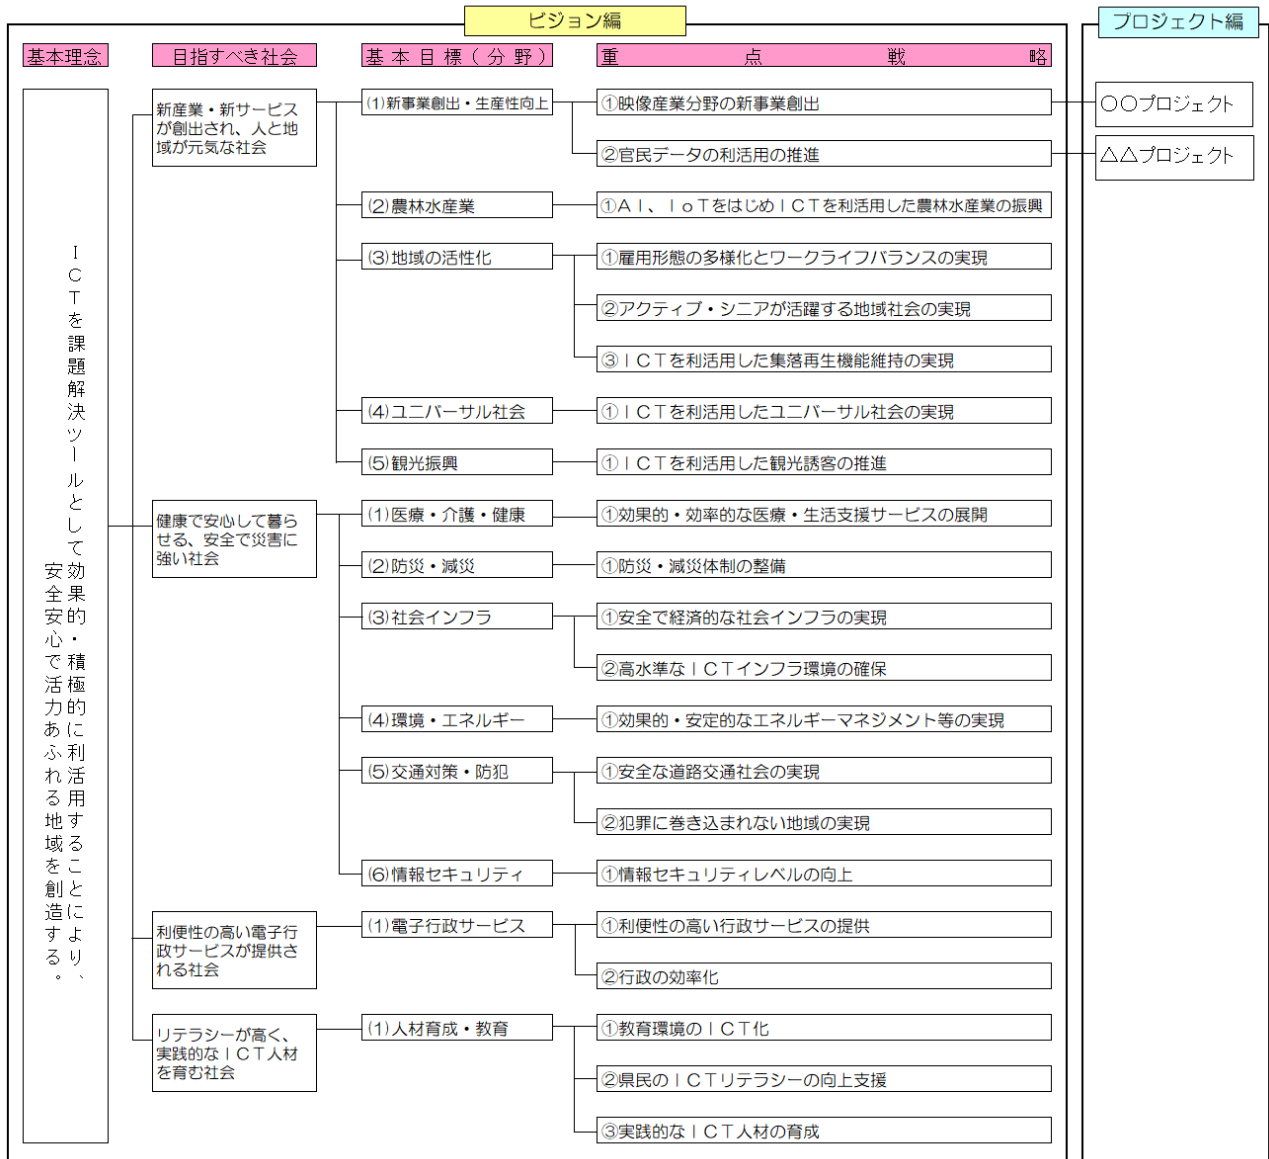 ビジョン編
プロジェクト編
基本理念
目指すべき社会
基本目標(分野)
重点戦略
ICTを課題解決ツールとして効果的・積極的に利活用することにより、
安全安心で活力あふれる地域を創造する。
新産業・新サービス
が創出され、人と地
域が元気な社会
(1)新事業創出・生産性向上
①映像産業分野の新事業創出
○○プロジェクト
②官民データの利活用の推進
△△プロジェクト
(2)農林水産業
①AI、IoTをはじめICTを利活用した農林水産業の振興
(3)地域の活性化
①雇用形態の多様化とワークライフバランスの実現
②アクティブ・シニアが活躍する地域社会の実現
③ICTを利活用した集落再生機能維持の実現
(4)ユニバーサル社会
①ICTを利活用したユニバーサル社会の実現
(5)観光振興
①ICTを利活用した観光誘客の推進
健康で安心して暮ら
せる、安全で災害に
強い社会
(1)医療・介護・健康
①効果的・効率的な医療・生活支援サービスの展開
(2)防災・減災
①防災・減災体制の整備
(3)社会インフラ
①安全で経済的な社会インフラの実現
②高水準なICTインフラ環境の確保
(4)環境・エネルギー
①効果的・安定的なエネルギーマネジメント等の実現
(5)交通対策・防犯
①安全な道路交通社会の実現
②犯罪に巻き込まれない地域の実現
(6)情報セキュリティ
①情報セキュリティレベルの向上
利便性の高い電子行
政サービスが提供さ
れる社会
(1)電子行政サービス
①利便性の高い行政サービスの提供
②行政の効率化
リテラシーが高く、
実践的なICT人材
を育む社会
(1)人材育成・教育
①教育環境のICT化
②県民のICTリテラシーの向上支援
③実践的なICT人材の育成